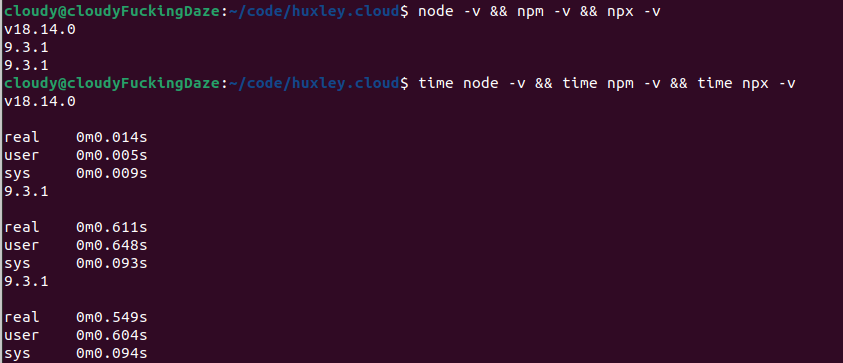 cloudy@cloudyFuckingDaze:~/code/huxley.cloud$ node -v && npm -v && npx -v
v18.14.0
9.3.1
9.3.1
cloudy@cloudyFuckingDaze:~/code/huxley.cloud$ time node -v && time npm -v && time npx -v
v18.14.0

real    0m0.014s
user    0m0.005s
sys     0m0.009s
9.3.1

real    0m0.611s
user    0m0.648s
sys     0m0.093s
9.3.1

real    0m0.549s
user    0m0.604s
sys     0m0.094s